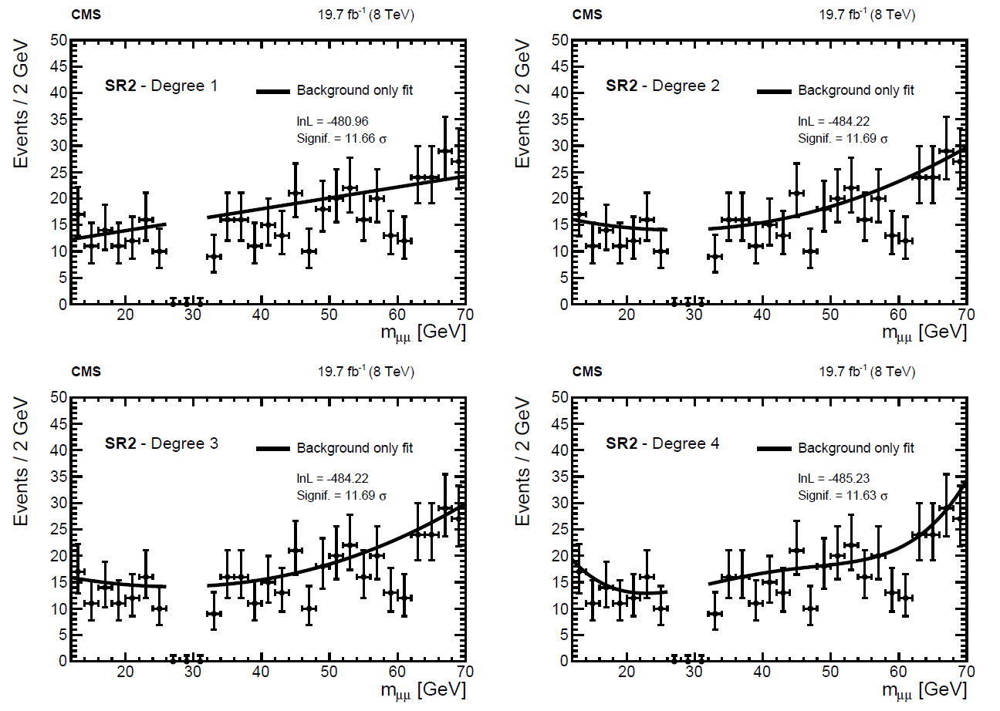 CMS 19.7 fb⁻¹ (8 TeV)
Events / 2 GeV
50
45
40
35
30
25
20
15
10
5
0
SR2 - Degree 1
Background only fit
lnL = -480.96
Signif. = 11.66 σ
20 30 40 50 60 70
mμμ [GeV]
CMS 19.7 fb⁻¹ (8 TeV)
Events / 2 GeV
50
45
40
35
30
25
20
15
10
5
0
SR2 - Degree 2
Background only fit
lnL = -484.22
Signif. = 11.69 σ
20 30 40 50 60 70
mμμ [GeV]
CMS 19.7 fb⁻¹ (8 TeV)
Events / 2 GeV
50
45
40
35
30
25
20
15
10
5
0
SR2 - Degree 3
Background only fit
lnL = -484.22
Signif. = 11.69 σ
20 30 40 50 60 70
mμμ [GeV]
CMS 19.7 fb⁻¹ (8 TeV)
Events / 2 GeV
50
45
40
35
30
25
20
15
10
5
0
SR2 - Degree 4
Background only fit
lnL = -485.23
Signif. = 11.63 σ
20 30 40 50 60 70
mμμ [GeV]